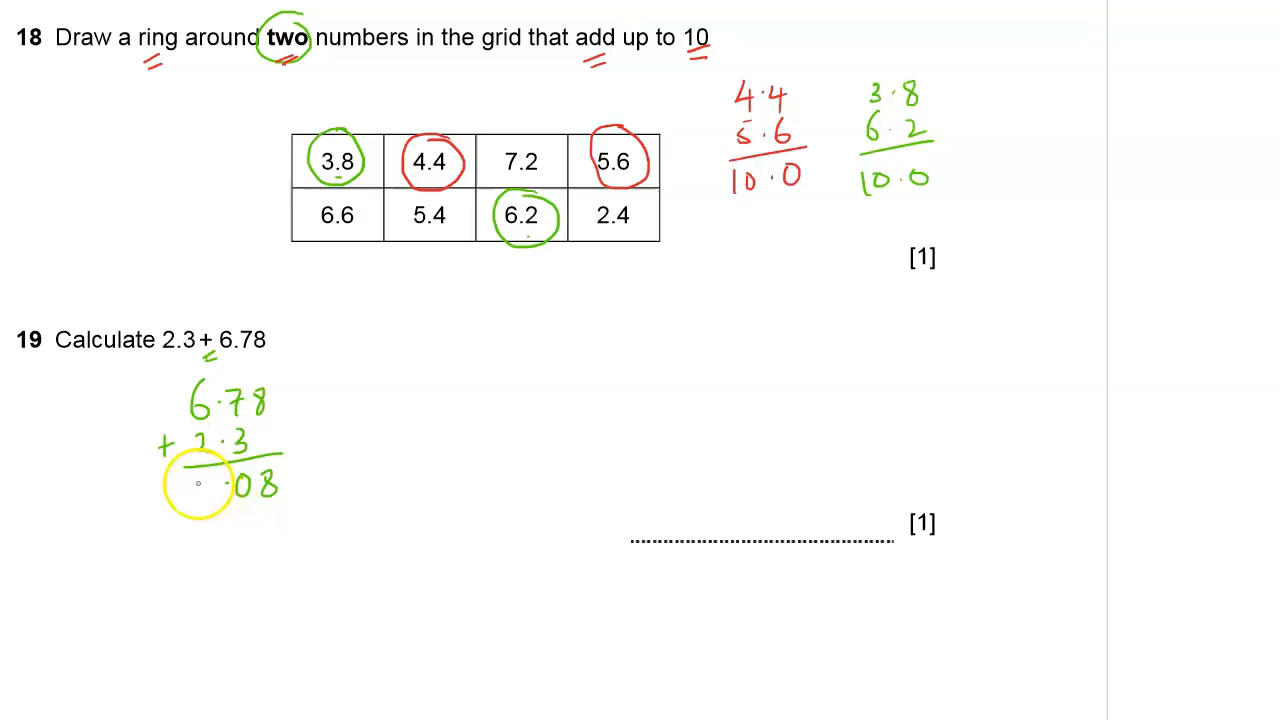 18 Draw a ring around two numbers in the grid that add up to 10
4.4 3.8
5.6 6.2
10.0 10.0
3.8 4.4 7.2 5.6
6.6 5.4 6.2 2.4
[1]
19 Calculate 2.3 + 6.78
6.78
+ 2.3
.08
[1]